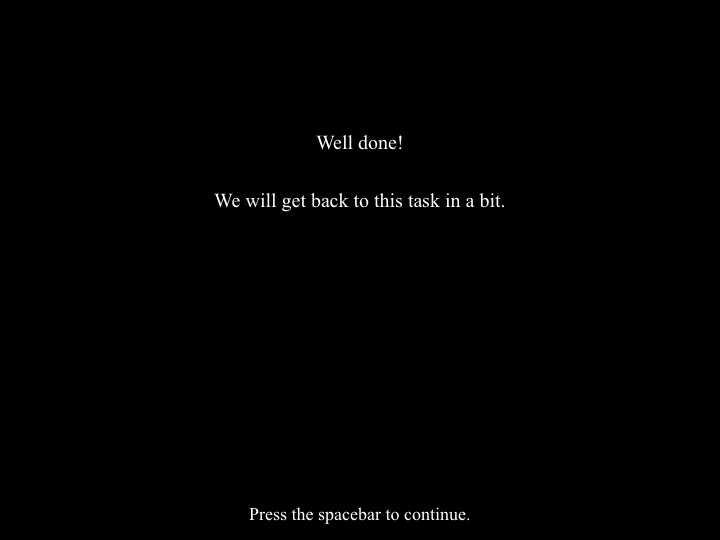 Well done!
We will get back to this task in a bit.
Press the spacebar to continue.